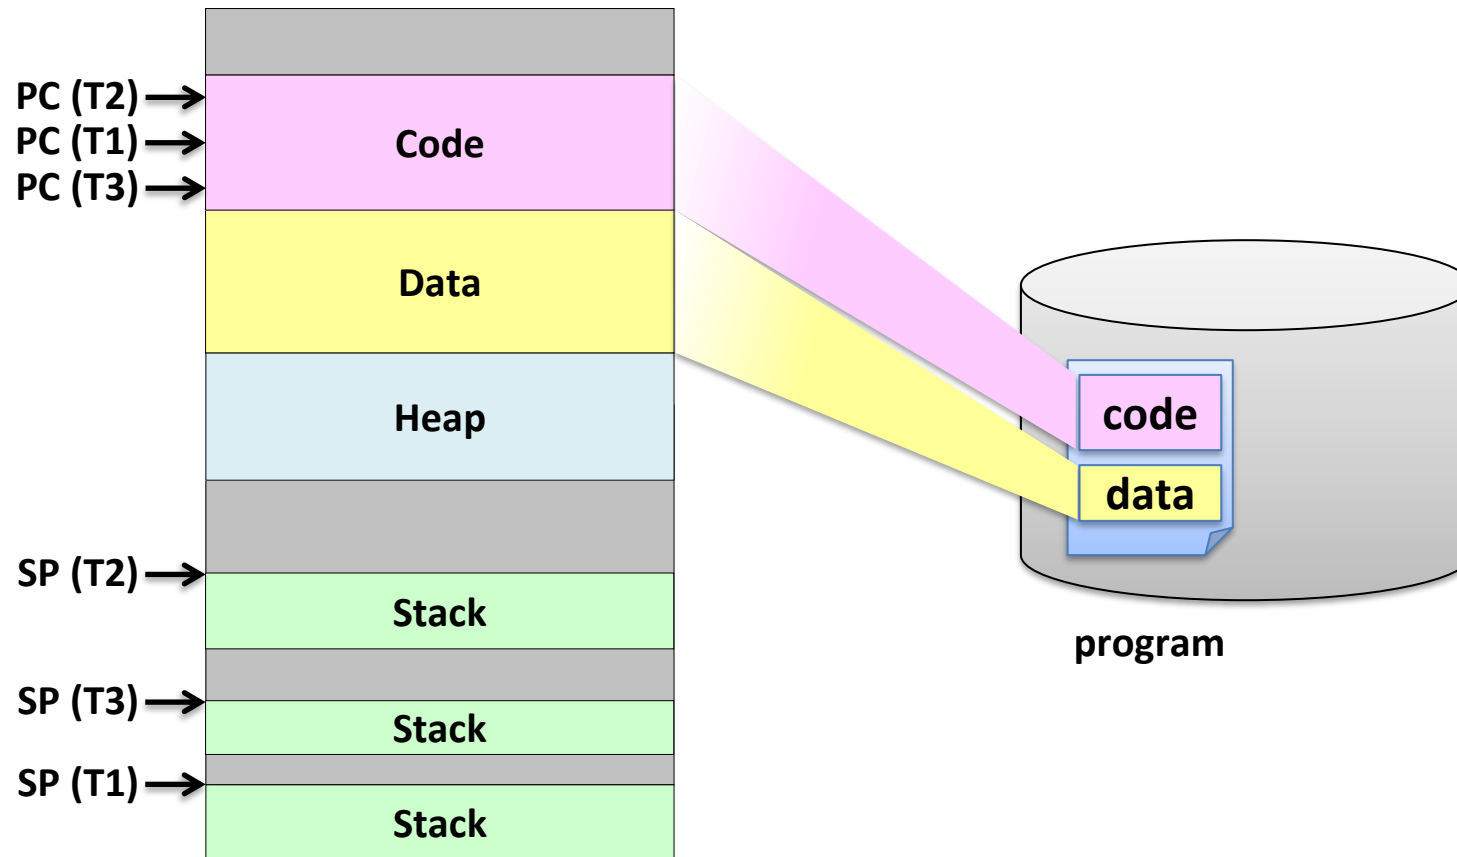 PC (T2)
PC (T1)
PC (T3)
Code
Data
Heap
SP (T2)
Stack
SP (T3)
Stack
SP (T1)
Stack
code
data
program